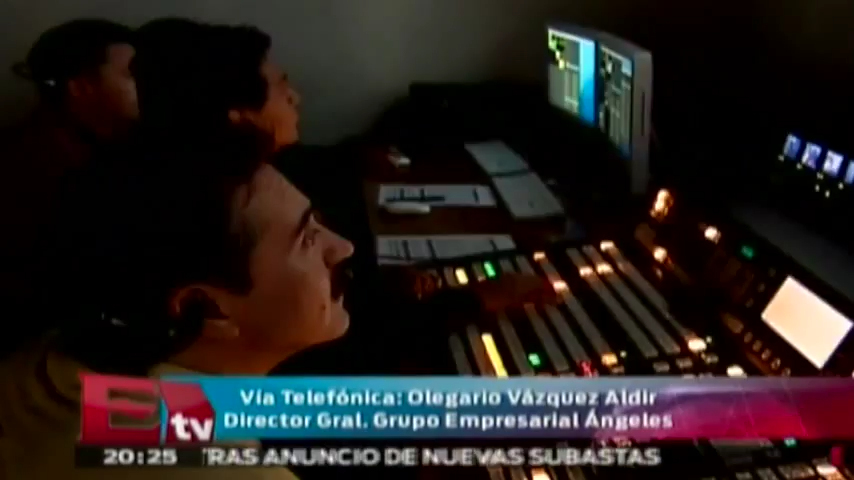 Vía Telefónica: Olegario Vázquez Aldir
Director Gral. Grupo Empresarial Ángeles
E tv
20:25 TRAS ANUNCIO DE NUEVAS SUBASTAS